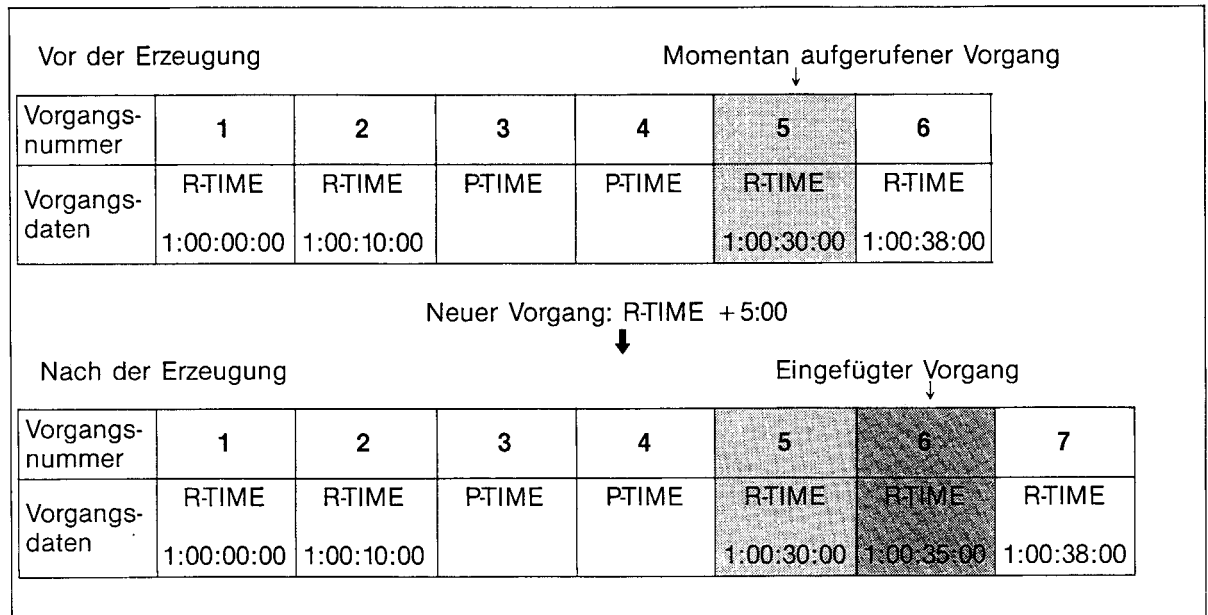 Vor der Erzeugung
Momentan aufgerufener Vorgang
Vorgangs-
nummer 1 2 3 4 5 6
Vorgangs-
daten R-TIME R-TIME P-TIME P-TIME R-TIME R-TIME
1:00:00:00 1:00:10:00 1:00:30:00 1:00:38:00
Neuer Vorgang: R-TIME +5:00
Nach der Erzeugung
Eingefügter Vorgang
Vorgangs-
nummer 1 2 3 4 5 6 7
Vorgangs-
daten R-TIME R-TIME P-TIME P-TIME R-TIME R-TIME R-TIME
1:00:00:00 1:00:10:00 1:00:30:00 1:00:35:00 1:00:38:00